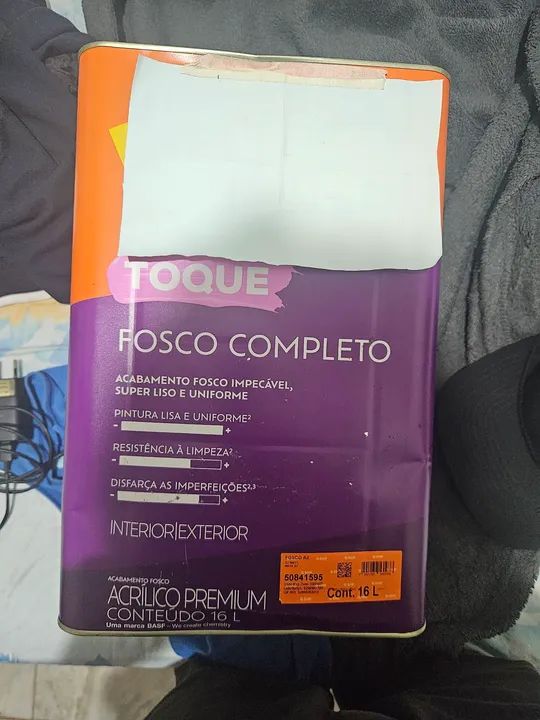 TOQUE
FOSCO COMPLETO
ACABAMENTO FOSCO IMPECÁVEL,
SUPER LISO E UNIFORME
PINTURA LISA E UNIFORME²
- +
RESISTÊNCIA À LIMPEZA²
- +
DISFARÇA AS IMPERFEIÇÕES²,³
- +
INTERIOR|EXTERIOR
ACABAMENTO FOSCO
ACRÍLICO PREMIUM
CONTEÚDO 16 L
Uma marca BASF – We create chemistry
50841595
Cont. 16 L